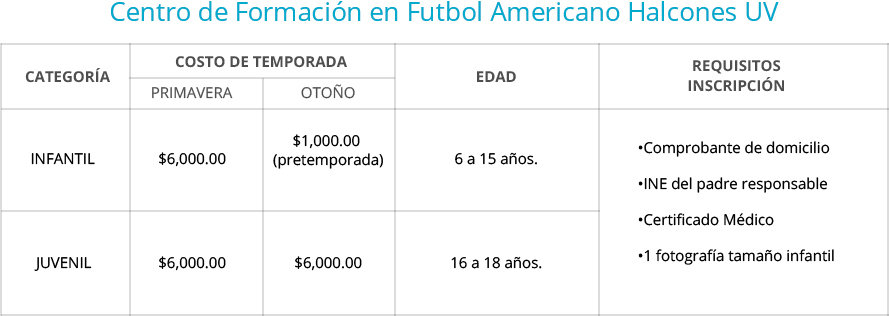 Centro de Formación en Futbol Americano Halcones UV
CATEGORÍA
COSTO DE TEMPORADA
PRIMAVERA
OTOÑO
EDAD
REQUISITOS
INSCRIPCIÓN
INFANTIL
$6,000.00
$1,000.00
(pretemporada)
6 a 15 años.
JUVENIL
$6,000.00
$6,000.00
16 a 18 años.
•Comprobante de domicilio
•INE del padre responsable
•Certificado Médico
•1 fotografía tamaño infantil